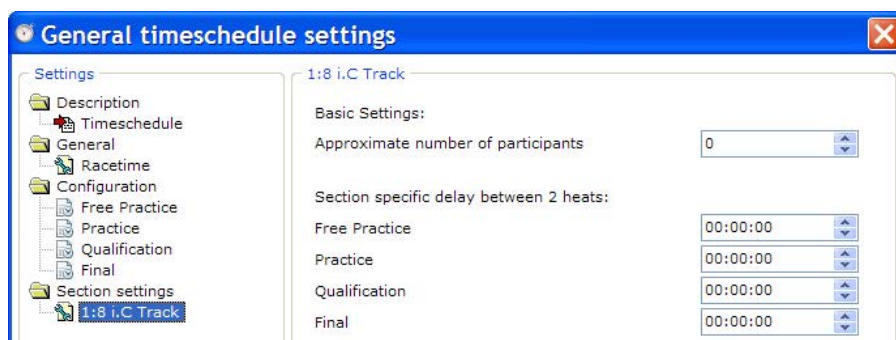 General timeschedule settings
Settings
Description
Timeschedule
General
Racetime
Configuration
Free Practice
Practice
Qualification
Final
Section settings
1:8 i.C Track
1:8 i.C Track
Basic Settings:
Approximate number of participants 0
Section specific delay between 2 heats:
Free Practice 00:00:00
Practice 00:00:00
Qualification 00:00:00
Final 00:00:00